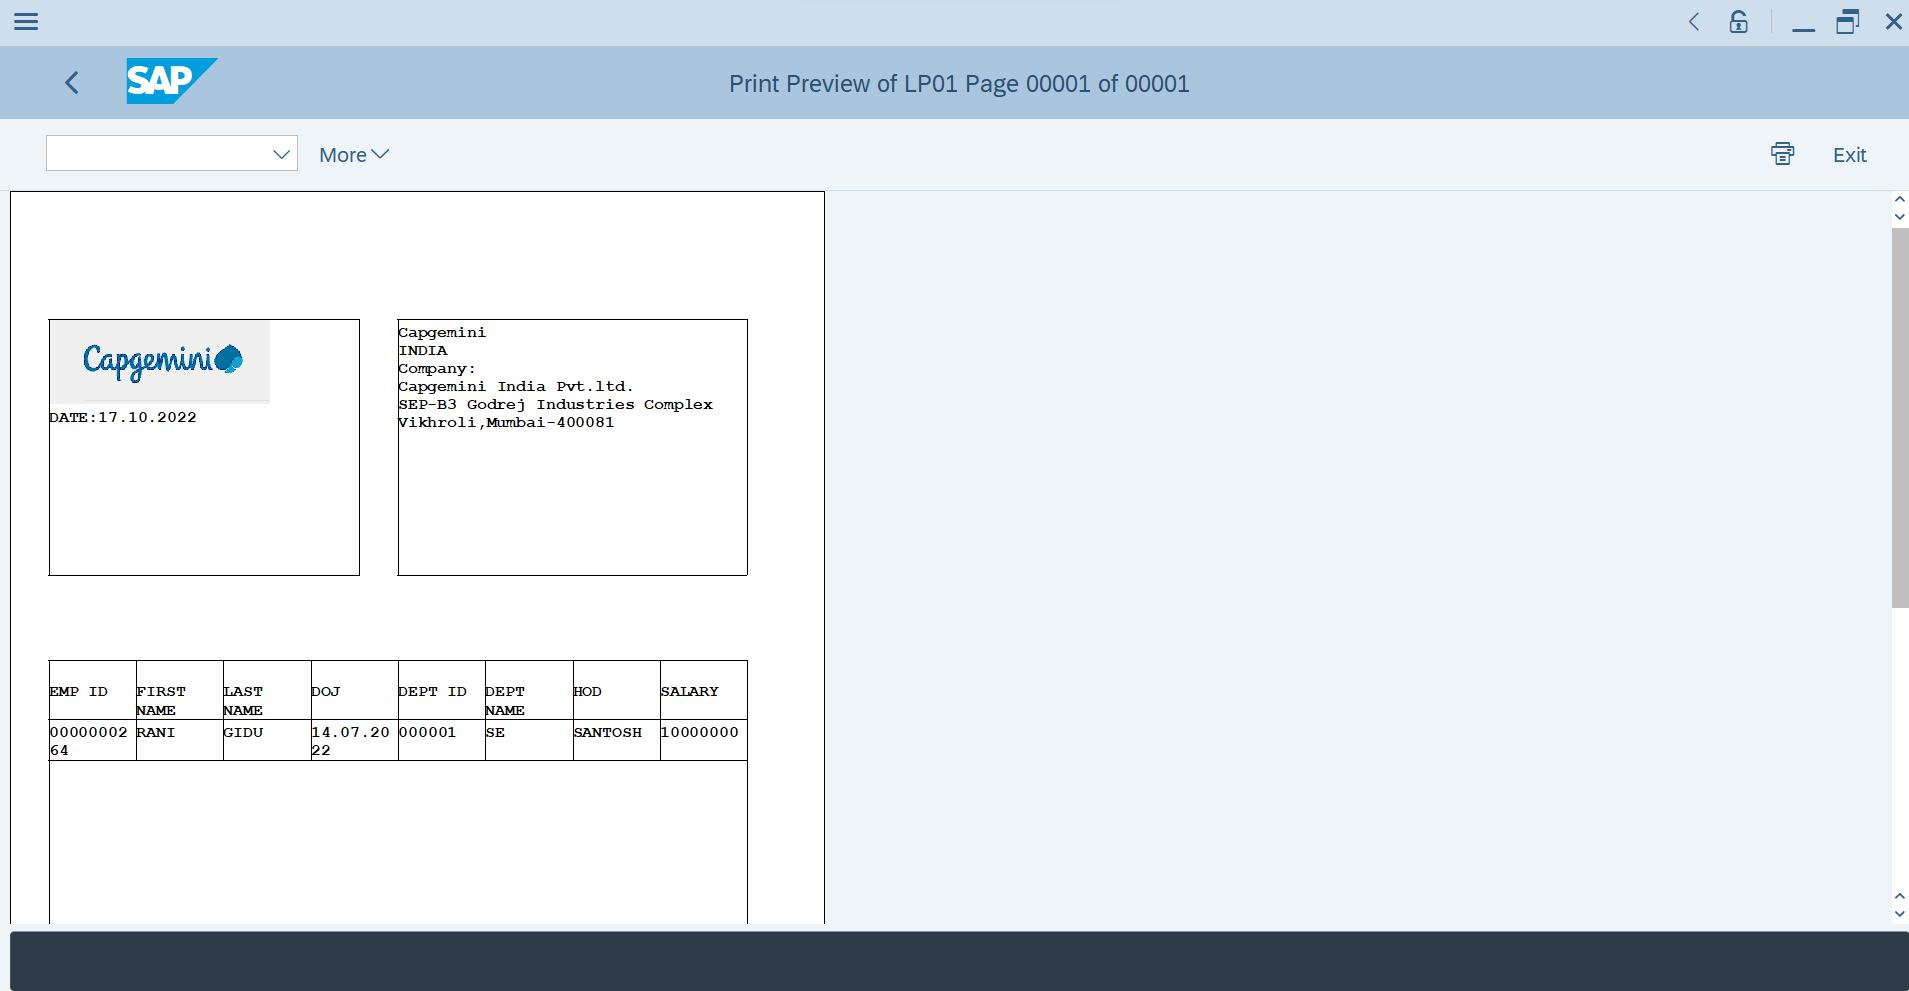 SAP
Print Preview of LP01 Page 00001 of 00001
More
Exit
Capgemini
DATE:17.10.2022
Capgemini
INDIA
Company:
Capgemini India Pvt.ltd.
SEP-B3 Godrej Industries Complex
Vikhroli,Mumbai-400081
EMP ID FIRST LAST DOJ DEPT ID DEPT HOD SALARY
NAME NAME NAME
00000002 RANI GIDU 14.07.20 000001 SE SANTOSH 10000000
64 22